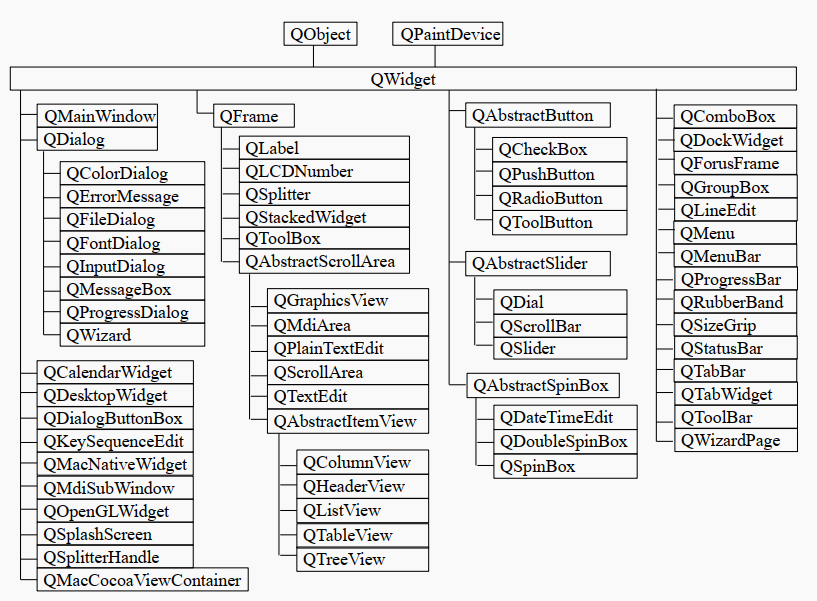 QObject
QPaintDevice
QWidget
QMainWindow
QDialog
QColorDialog
QErrorMessage
QFileDialog
QFontDialog
QInputDialog
QMessageBox
QProgressDialog
QWizard
QCalendarWidget
QDesktopWidget
QDialogButtonBox
QKeySequenceEdit
QMacNativeWidget
QMdiSubWindow
QOpenGLWidget
QSplashScreen
QSplitterHandle
QMacCocoaViewContainer
QFrame
QLabel
QLCDNumber
QSplitter
QStackedWidget
QToolBox
QAbstractScrollArea
QGraphicsView
QMdiArea
QPlainTextEdit
QScrollArea
QTextEdit
QAbstractItemView
QColumnView
QHeaderView
QListView
QTableView
QTreeView
QAbstractButton
QCheckBox
QPushButton
QRadioButton
QToolButton
QAbstractSlider
QDial
QScrollBar
QSlider
QAbstractSpinBox
QDateTimeEdit
QDoubleSpinBox
QSpinBox
QComboBox
QDockWidget
QForusFrame
QGroupBox
QLineEdit
QMenu
QMenuBar
QProgressBar
QRubberBand
QSizeGrip
QStatusBar
QTabBar
QTabWidget
QToolBar
QWizardPage